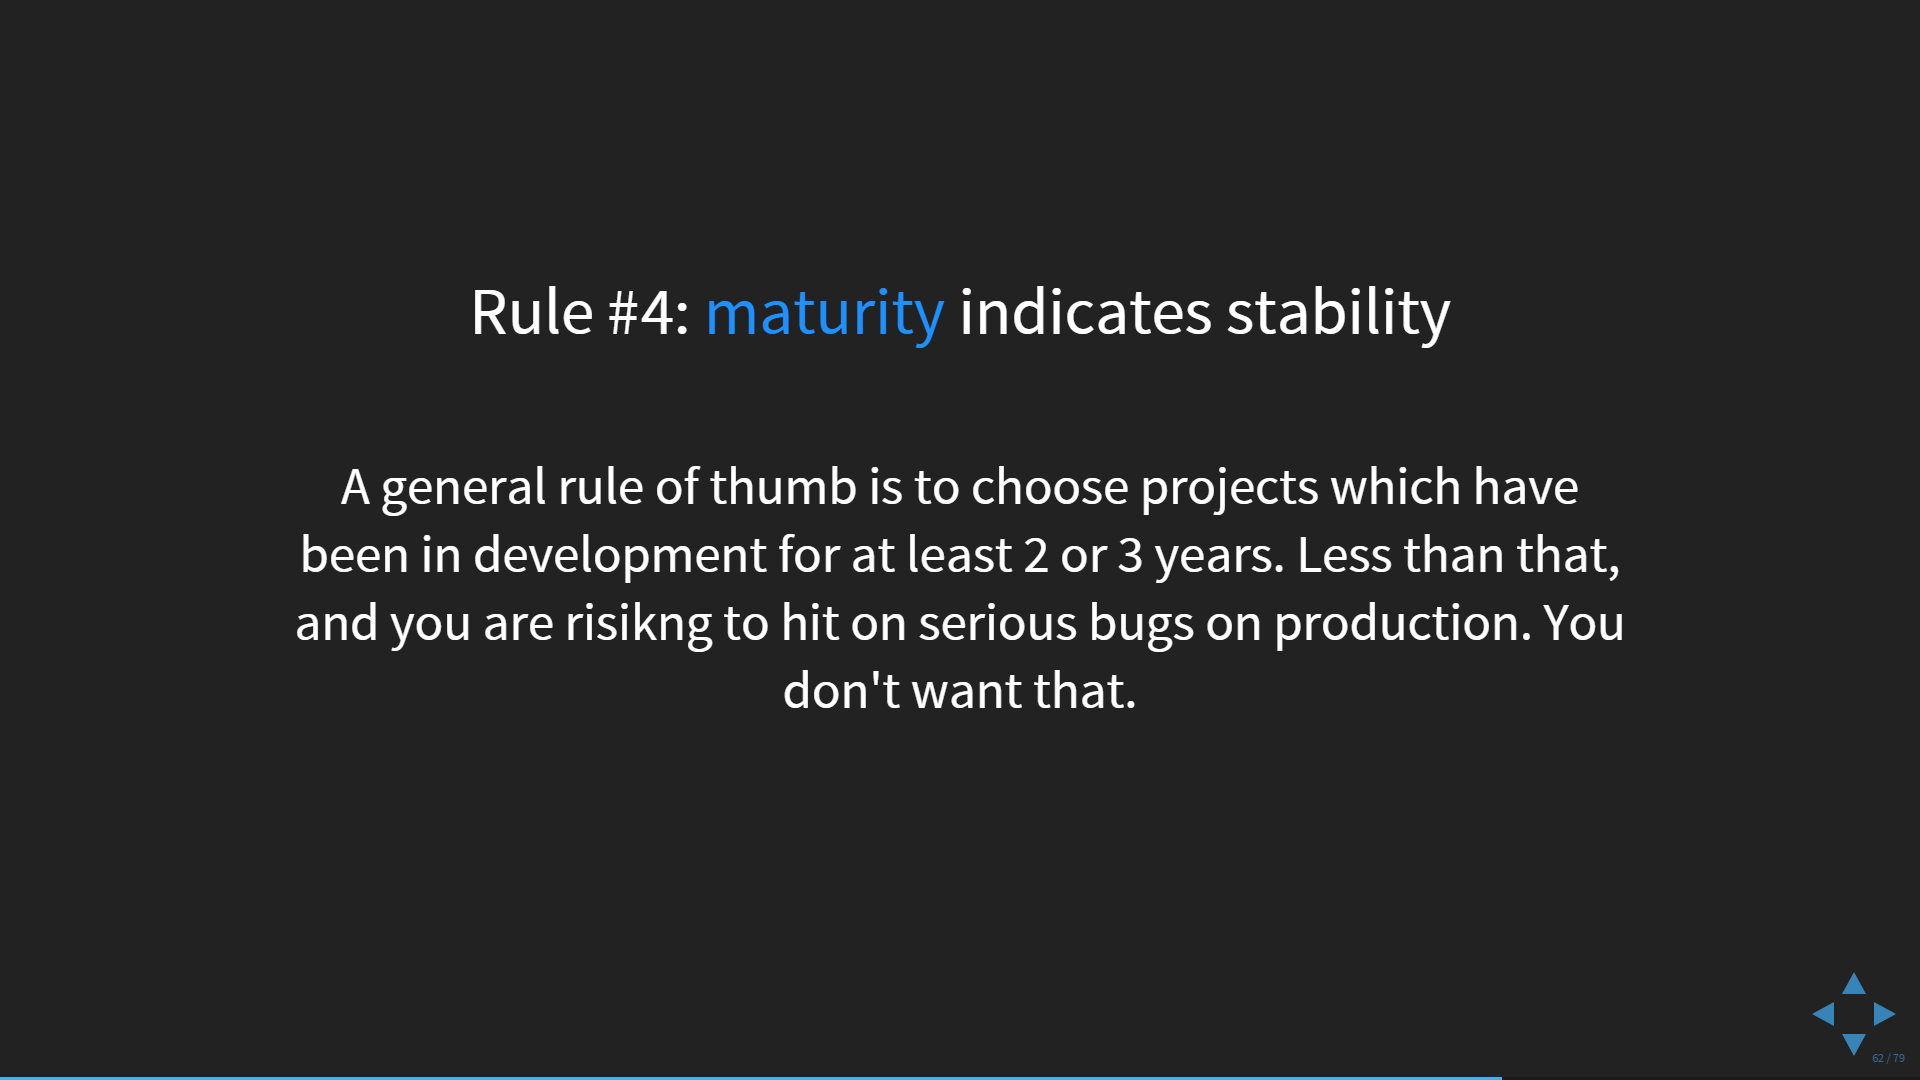 Rule #4: maturity indicates stability
A general rule of thumb is to choose projects which have
been in development for at least 2 or 3 years. Less than that,
and you are risikng to hit on serious bugs on production. You
don't want that.
62 / 79